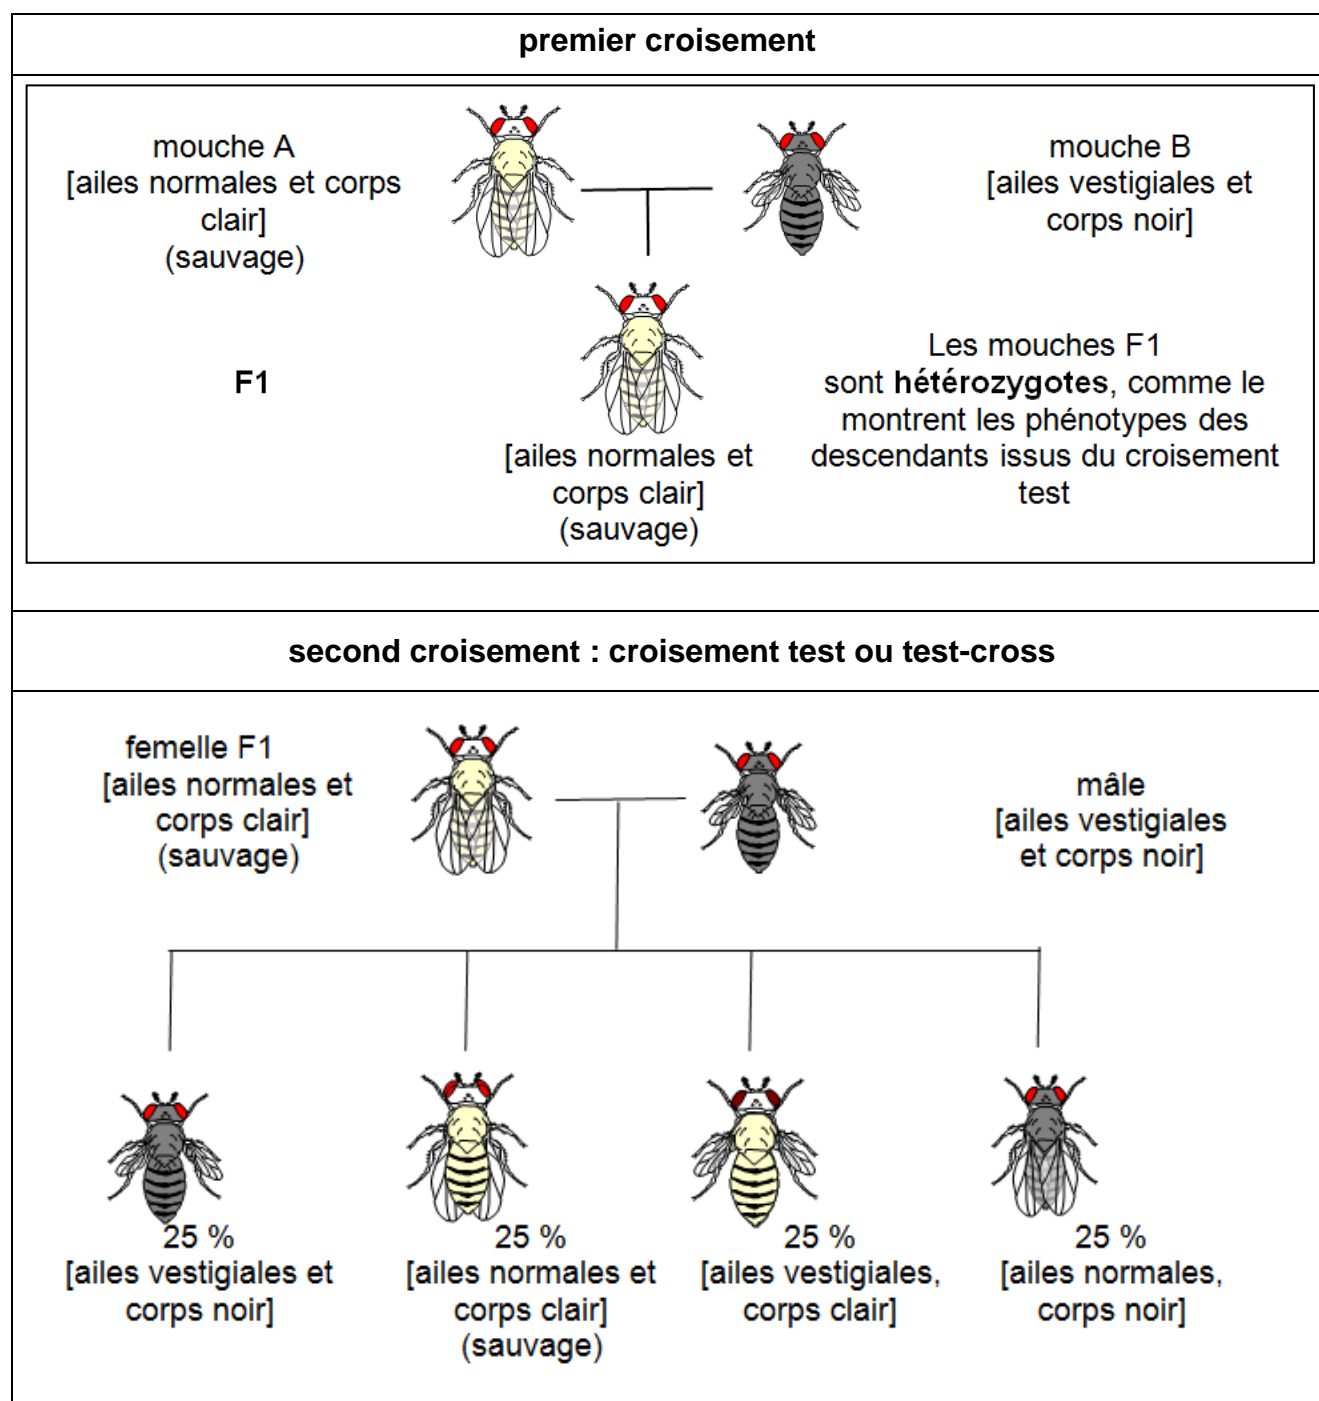 premier croisement
mouche A
[ailes normales et corps
clair]
(sauvage)
mouche B
[ailes vestigiales et
corps noir]
F1
[ailes normales et
corps clair]
(sauvage)
Les mouches F1
sont hétérozygotes, comme le
montrent les phénotypes des
descendants issus du croisement
test
second croisement : croisement test ou test-cross
femelle F1
[ailes normales et
corps clair]
(sauvage)
mâle
[ailes vestigiales
et corps noir]
25 %
[ailes vestigiales et
corps noir]
25 %
[ailes normales et
corps clair]
(sauvage)
25 %
[ailes vestigiales,
corps clair]
25 %
[ailes normales,
corps noir]